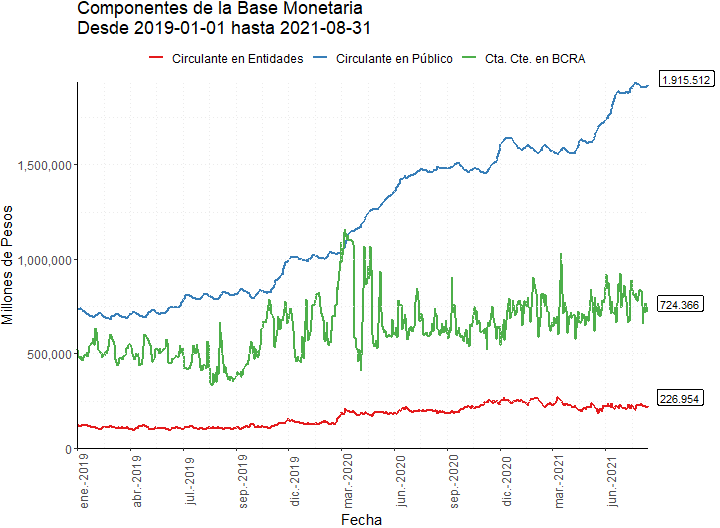 Componentes de la Base Monetaria
Desde 2019-01-01 hasta 2021-08-31
Circulante en Entidades Circulante en Público Cta. Cte. en BCRA
1.915.512
1,500,000
1,000,000
724.366
500,000
226.954
0
Millones de Pesos
ene.-2019 abr.-2019 jun.-2019 sep.-2019 dic.-2019 mar.-2020 jun.-2020 sep.-2020 dic.-2020 mar.-2021 jun.-2021
Fecha